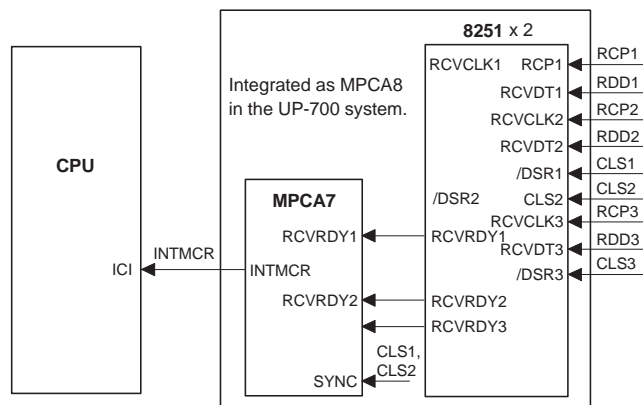 8251 x 2
Integrated as MPCA8
in the UP-700 system.
CPU
ICI
INTMCR
MPCA7
RCVRDY1
INTMCR
RCVRDY2
SYNC
CLS1,
CLS2
RCVCLK1
RCP1
RCVDT1
RCVCLK2
RCVDT2
/DSR1
/DSR2
CLS2
RCVCLK3
RCVRDY1
RCVDT3
/DSR3
RCVRDY2
RCVRDY3
RCP1
RDD1
RCP2
RDD2
CLS1
CLS2
RCP3
RDD3
CLS3